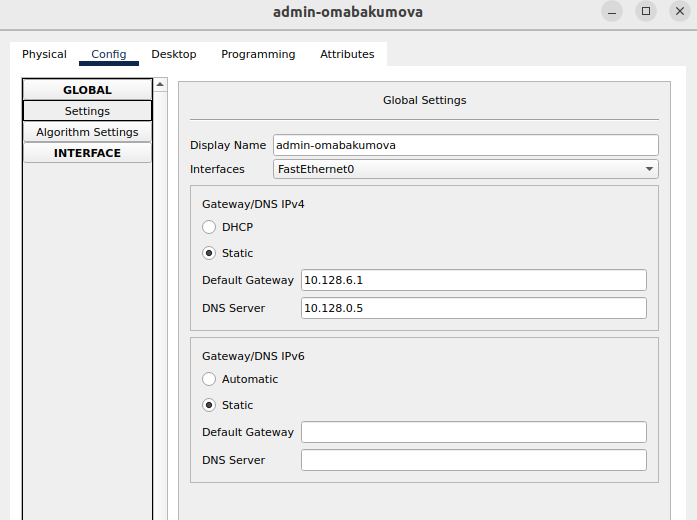 admin-omabakumova
Physical Config Desktop Programming Attributes
GLOBAL
Settings
Algorithm Settings
INTERFACE
Global Settings
Display Name admin-omabakumova
Interfaces FastEthernet0
Gateway/DNS IPv4
DHCP
Static
Default Gateway 10.128.6.1
DNS Server 10.128.0.5
Gateway/DNS IPv6
Automatic
Static
Default Gateway
DNS Server